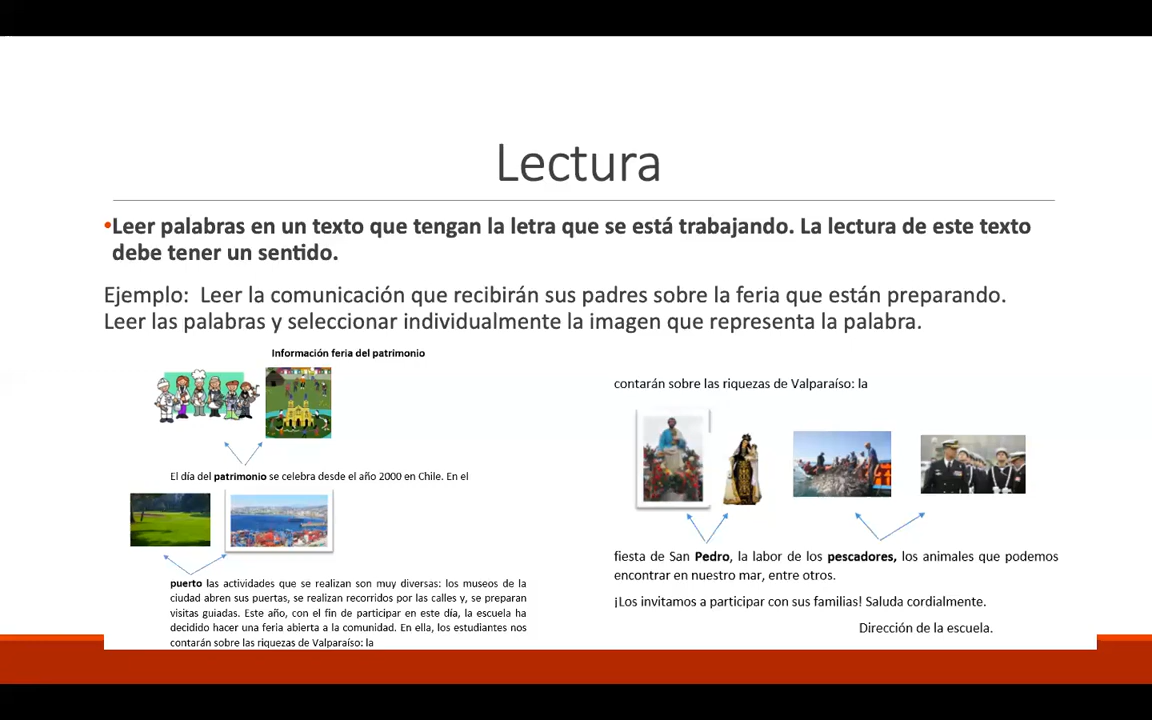 Lectura
•Leer palabras en un texto que tengan la letra que se está trabajando. La lectura de este texto
debe tener un sentido.
Ejemplo: Leer la comunicación que recibirán sus padres sobre la feria que están preparando.
Leer las palabras y seleccionar individualmente la imagen que representa la palabra.
Información feria del patrimonio
El día del patrimonio se celebra desde el año 2000 en Chile. En el
puerto las actividades que se realizan son muy diversas: los museos de la
ciudad abren sus puertas, se realizan recorridos por las calles y, se preparan
visitas guiadas. Este año, con el fin de participar en este día, la escuela ha
decidido hacer una feria abierta a la comunidad. En ella, los estudiantes nos
contarán sobre las riquezas de Valparaíso: la
contarán sobre las riquezas de Valparaíso: la
fiesta de San Pedro, la labor de los pescadores, los animales que podemos
encontrar en nuestro mar, entre otros.
¡Los invitamos a participar con sus familias! Saluda cordialmente.
Dirección de la escuela.